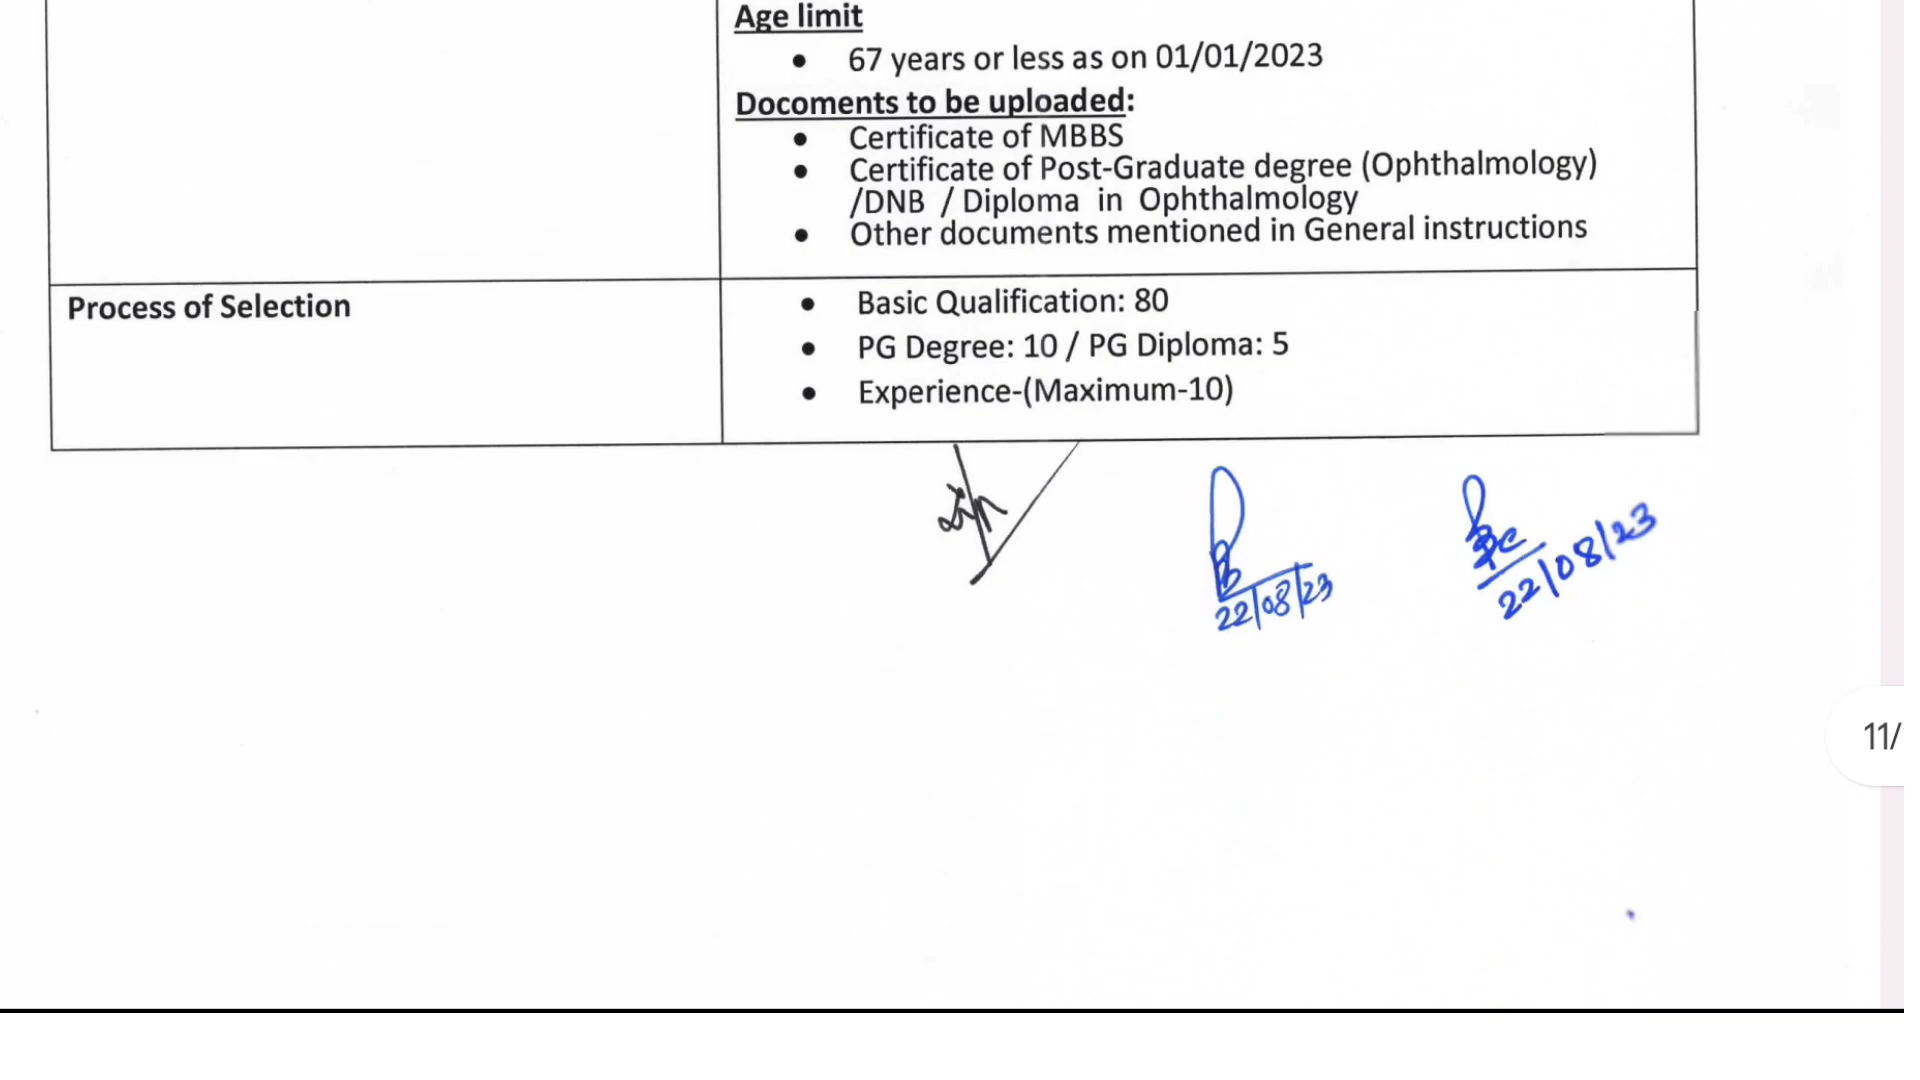 Age limit
• 67 years or less as on 01/01/2023
Docoments to be uploaded:
• Certificate of MBBS
• Certificate of Post-Graduate degree (Ophthalmology)
/DNB / Diploma in Ophthalmology
• Other documents mentioned in General instructions
Process of Selection
• Basic Qualification: 80
• PG Degree: 10 / PG Diploma: 5
• Experience-(Maximum-10)
22/08/23
22/08/23
11/